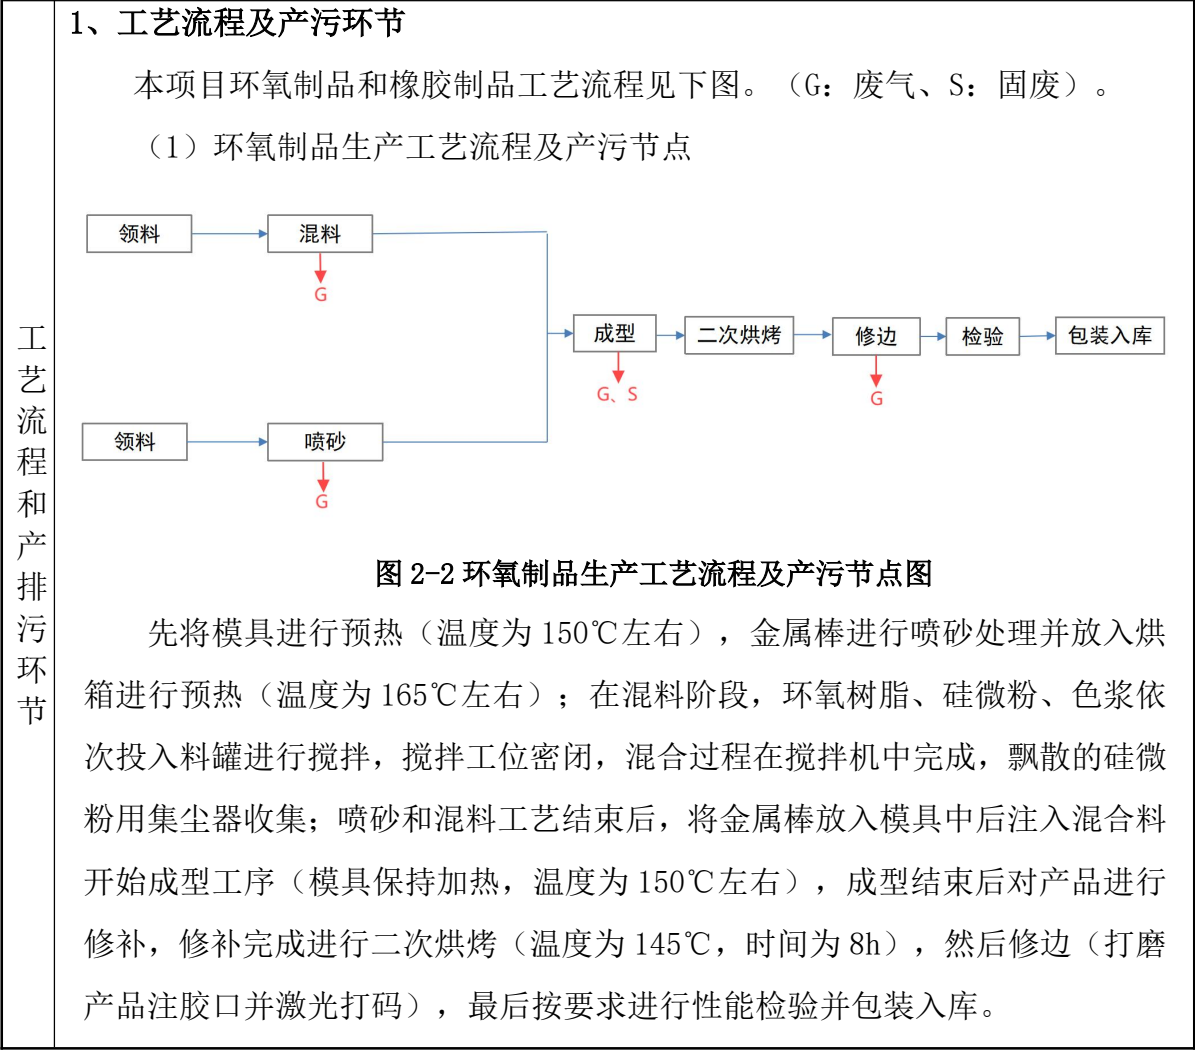 1、工艺流程及产污环节
本项目环氧制品和橡胶制品工艺流程见下图。（G：废气、S：固废）。
（1）环氧制品生产工艺流程及产污节点
领料
混料
G
成型
二次烘烤
修边
检验
包装入库
G、S
G
领料
喷砂
G
图 2-2 环氧制品生产工艺流程及产污节点图
先将模具进行预热（温度为 150℃左右），金属棒进行喷砂处理并放入烘
箱进行预热（温度为 165℃左右）；在混料阶段，环氧树脂、硅微粉、色浆依
次投入料罐进行搅拌，搅拌工位密闭，混合过程在搅拌机中完成，飘散的硅微
粉用集尘器收集；喷砂和混料工艺结束后，将金属棒放入模具中后注入混合料
开始成型工序（模具保持加热，温度为 150℃左右），成型结束后对产品进行
修补，修补完成进行二次烘烤（温度为 145℃，时间为 8h），然后修边（打磨
产品注胶口并激光打码），最后按要求进行性能检验并包装入库。
工
艺
流
程
和
产
排
污
环
节